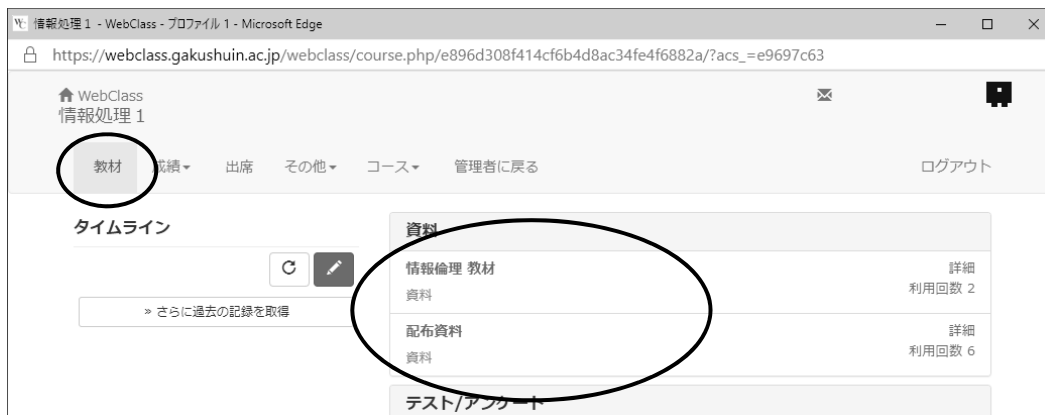 情報処理 1 - WebClass - プロファイル 1 - Microsoft Edge
https://webclass.gakushuin.ac.jp/webclass/course.php/e896d308f414cf6b4d8ac34fe4f6882a/?acs_=e9697c63
WebClass
情報処理 1
教材 成績 出席 その他 コース 管理者に戻る ログアウト
タイムライン
» さらに過去の記録を取得
資料
情報倫理 教材 詳細
資料 利用回数 2
配布資料 詳細
資料 利用回数 6
テスト/アンケート